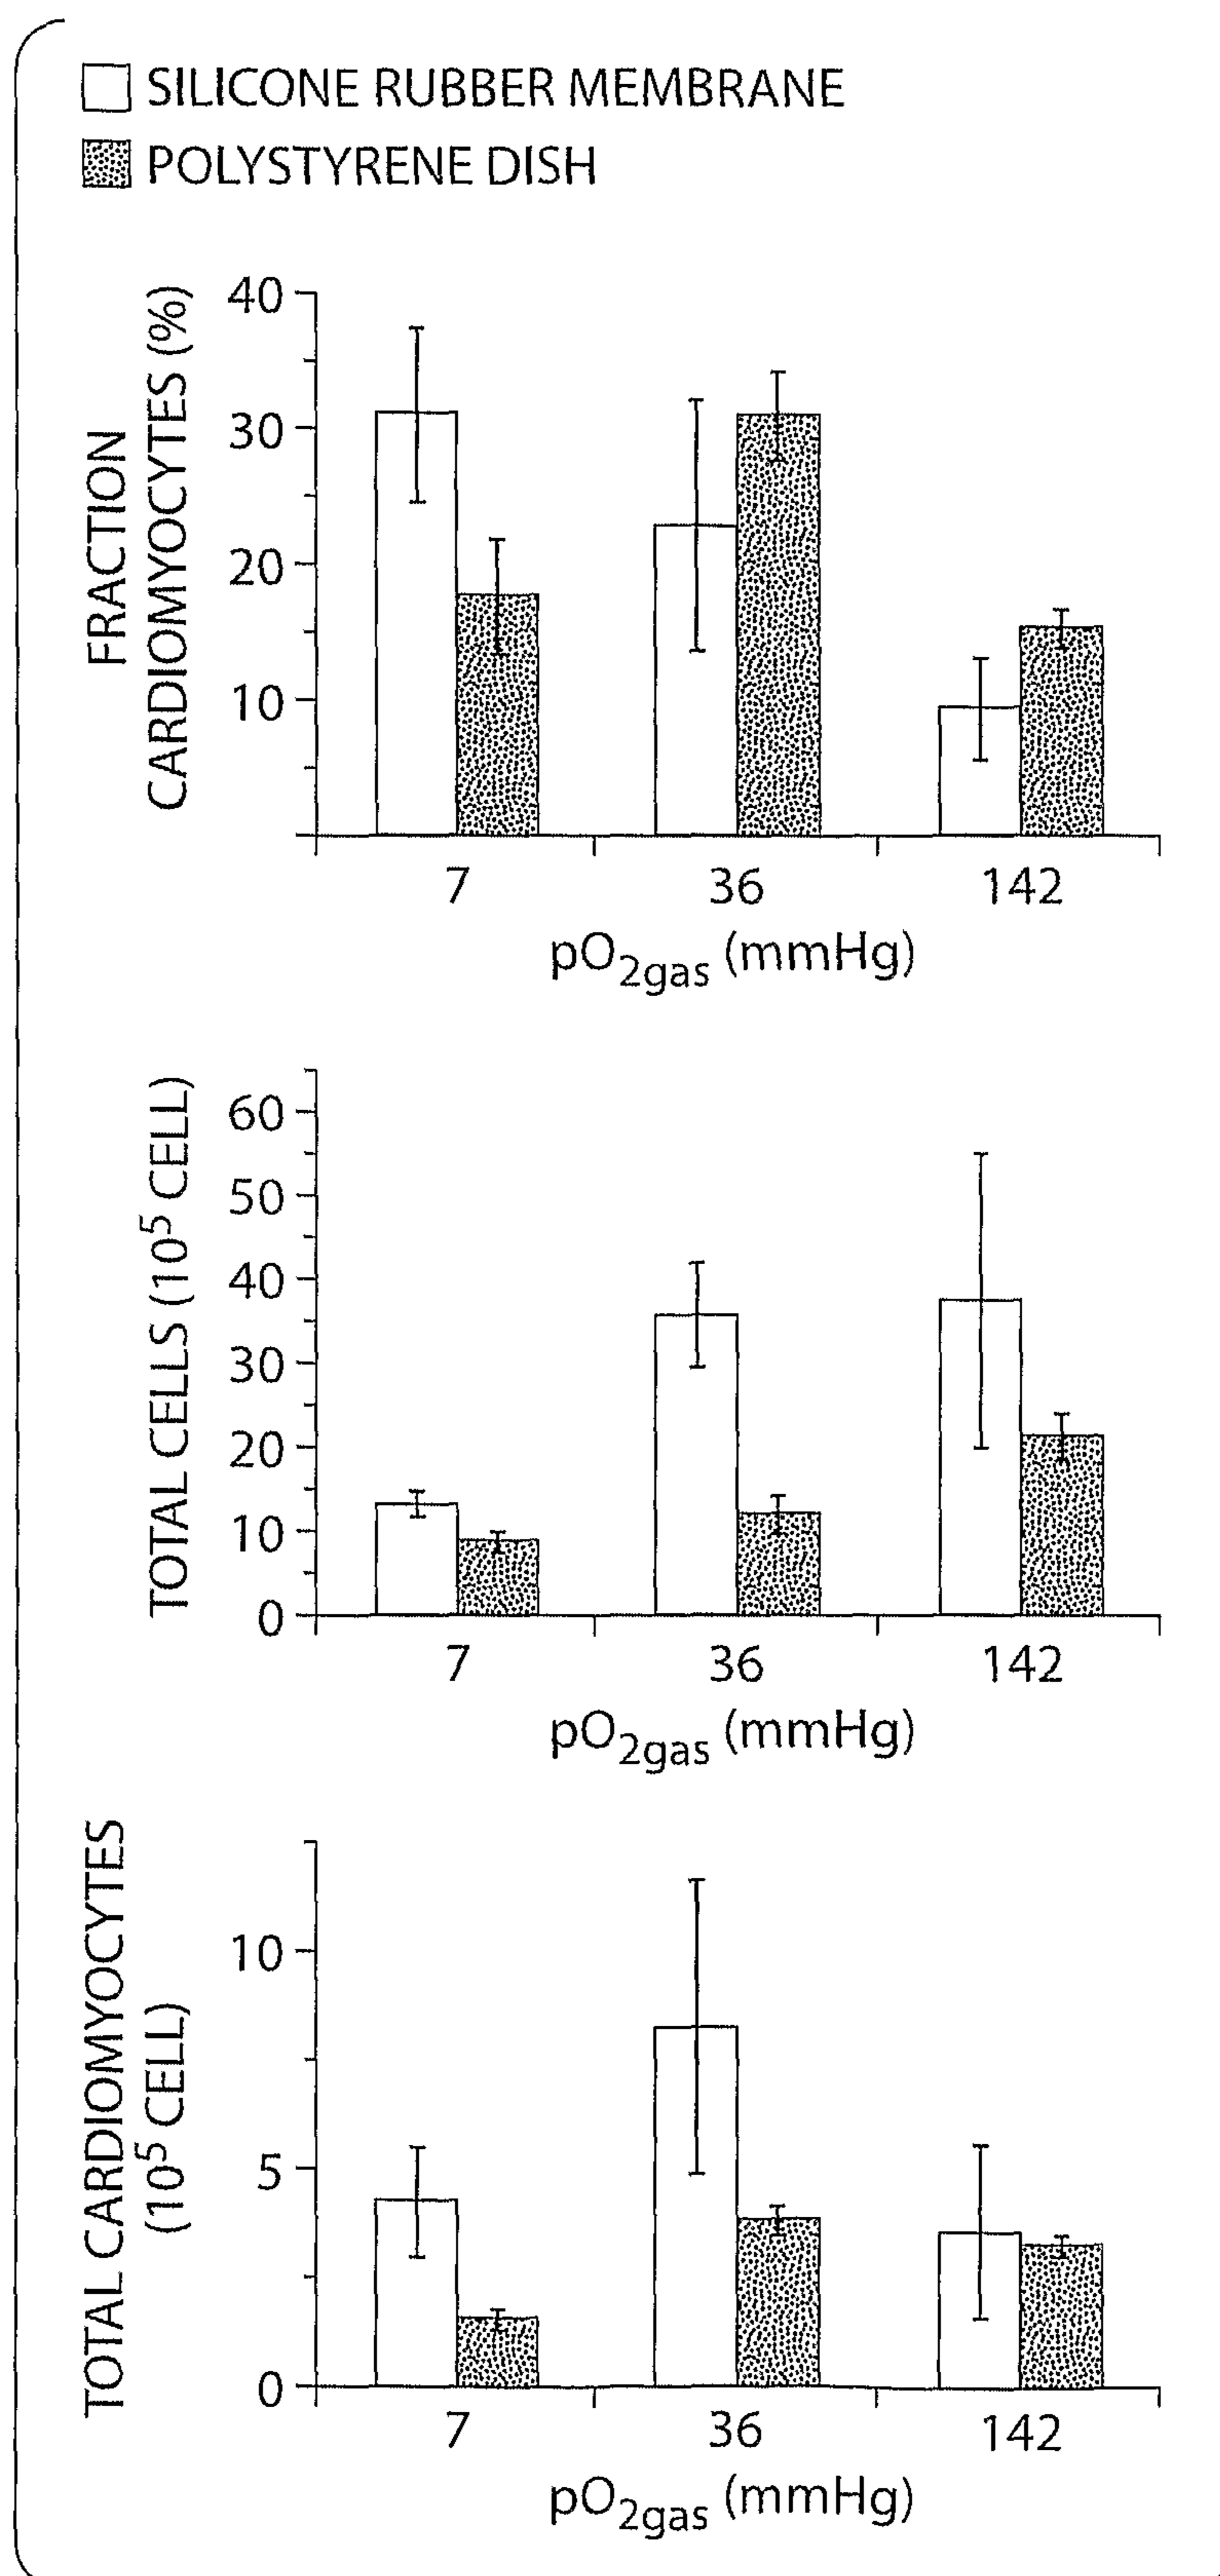 SILICONE RUBBER MEMBRANE
POLYSTYRENE DISH
FRACTION
CARDIOMYOCYTES (%)
40
30
20
10
7 36 142
pO2gas (mmHg)
TOTAL CELLS (10^5 CELL)
60
50
40
30
20
10
0
7 36 142
pO2gas (mmHg)
TOTAL CARDIOMYOCYTES
(10^5 CELL)
10
5
0
7 36 142
pO2gas (mmHg)